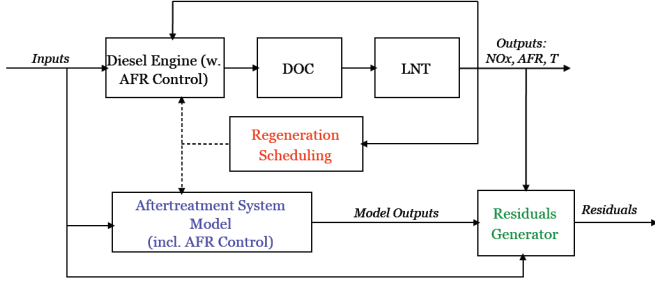 Inputs
Diesel Engine (w.
AFR Control)
DOC
LNT
Outputs:
NOx, AFR, T
Regeneration
Scheduling
Aftertreatment System
Model
(incl. AFR Control)
Model Outputs
Residuals
Generator
Residuals